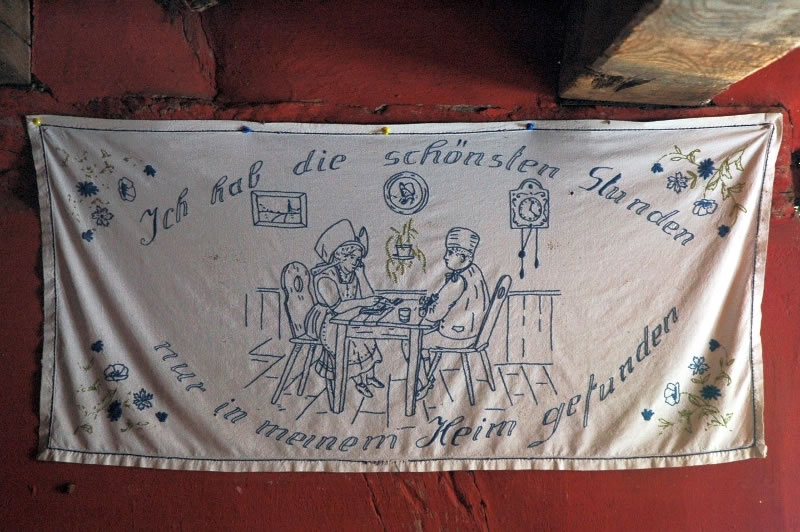 Ich hab die schönsten Stunden
nur in meinem Heim gefunden